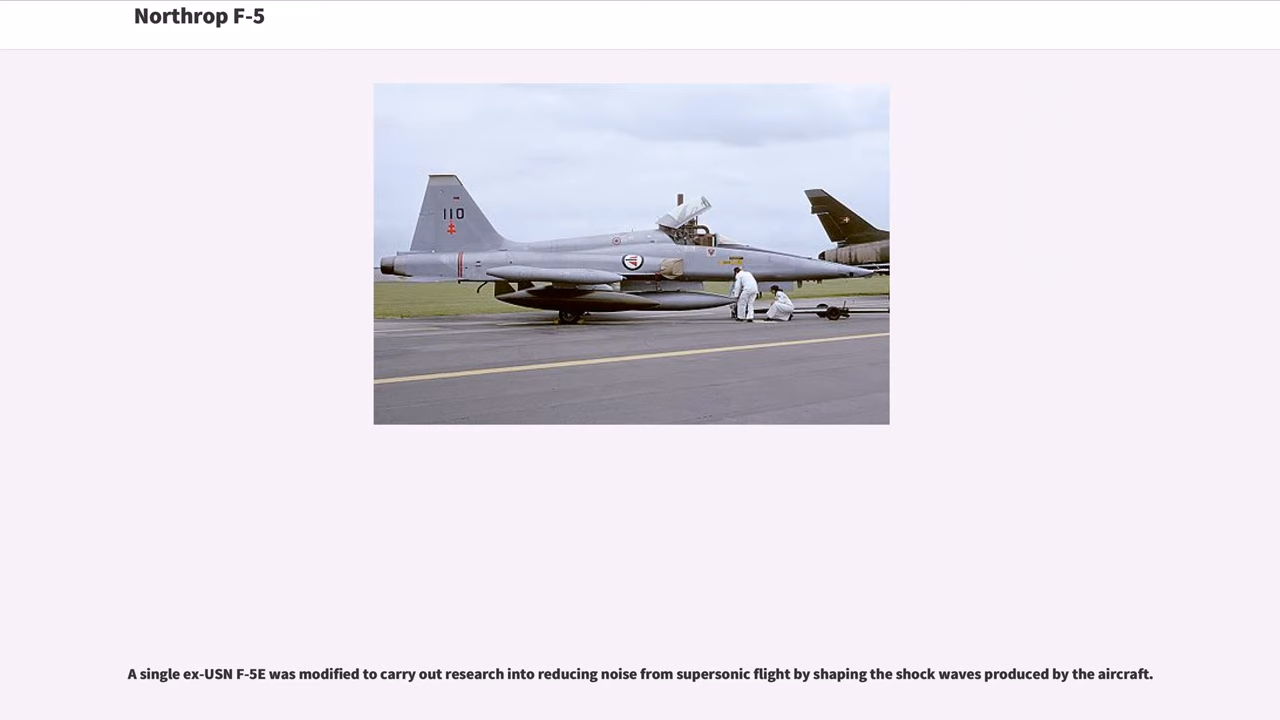 Northrop F-5
110
A single ex-USN F-5E was modified to carry out research into reducing noise from supersonic flight by shaping the shock waves produced by the aircraft.